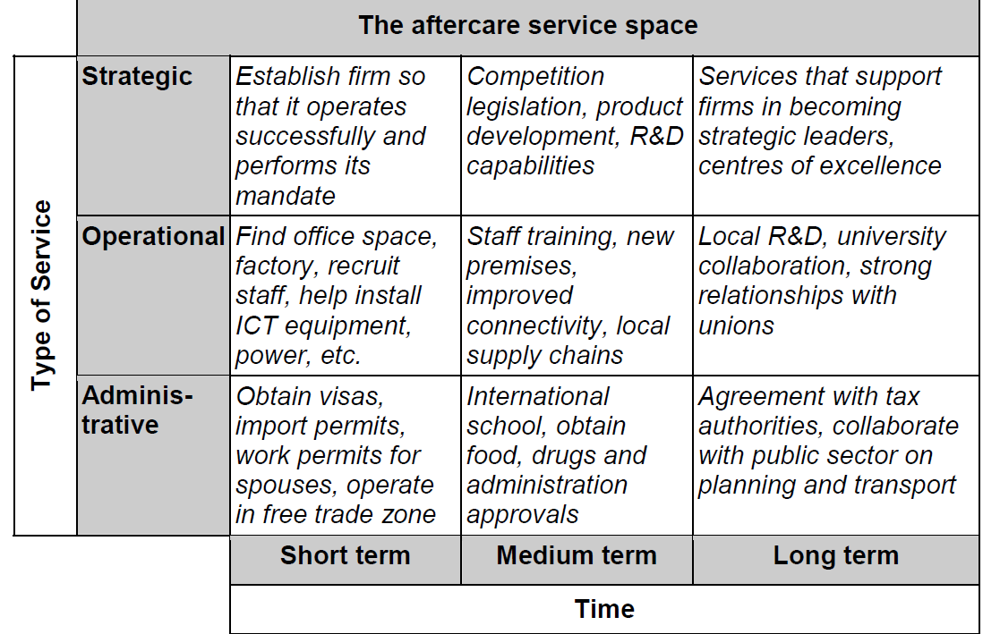 The aftercare service space
Type of Service
Strategic
Establish firm so
that it operates
successfully and
performs its
mandate
Competition
legislation, product
development, R&D
capabilities
Services that support
firms in becoming
strategic leaders,
centres of excellence
Operational
Find office space,
factory, recruit
staff, help install
ICT equipment,
power, etc.
Staff training, new
premises,
improved
connectivity, local
supply chains
Local R&D, university
collaboration, strong
relationships with
unions
Adminis-
trative
Obtain visas,
import permits,
work permits for
spouses, operate
in free trade zone
International
school, obtain
food, drugs and
administration
approvals
Agreement with tax
authorities, collaborate
with public sector on
planning and transport
Short term
Medium term
Long term
Time